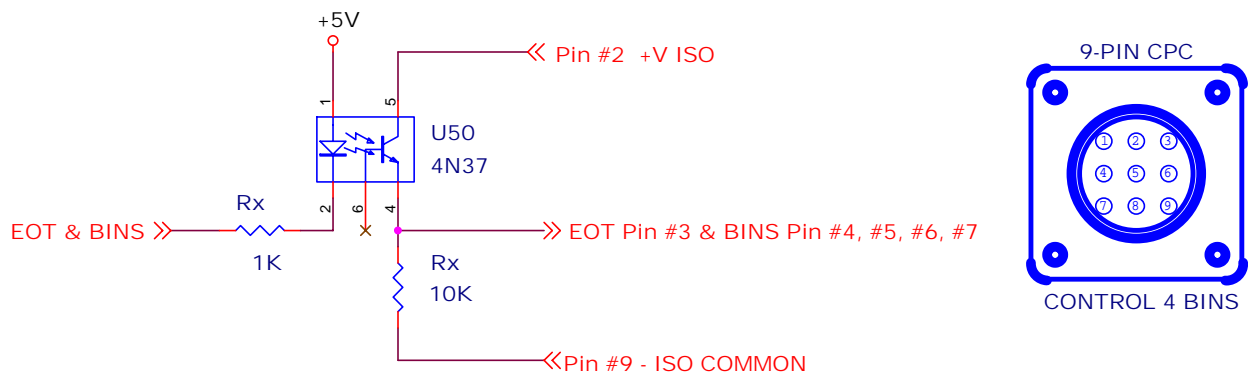 +5V
Pin #2 +V ISO
1
5
U50
4N37
2
6
4
Rx
EOT & BINS
1K
EOT Pin #3 & BINS Pin #4, #5, #6, #7
Rx
10K
Pin #9 - ISO COMMON
9-PIN CPC
1 2 3
4 5 6
7 8 9
CONTROL 4 BINS